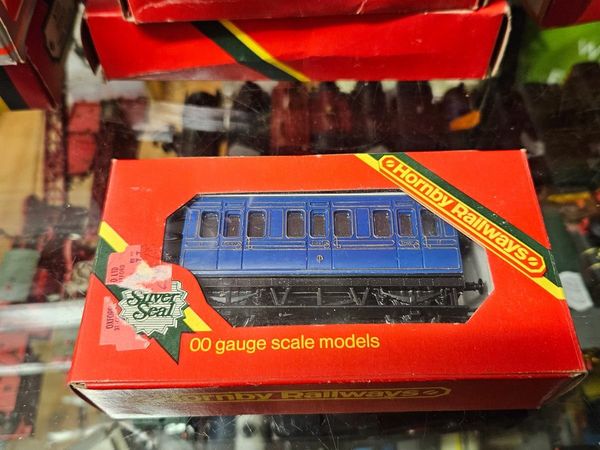 Hornby Railways
Silver
Seal
00 gauge scale models
Hornby Railways